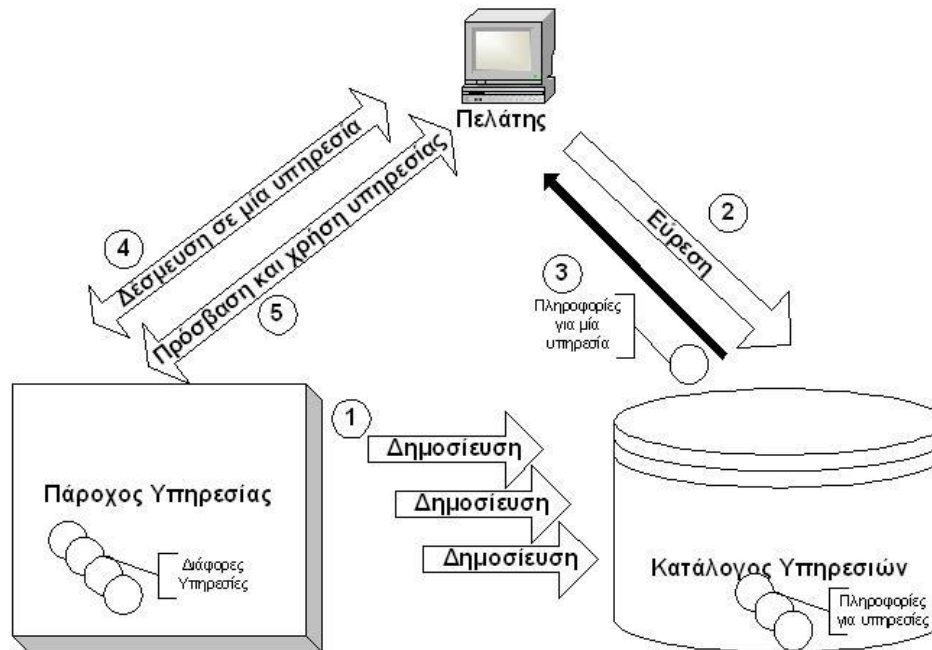 Πελάτης
Δεσμευση σε μία υπηρεσία
4
Πρόσβαση και χρήση υπηρεσίας
5
Εύρεση
2
3
Πληροφορίες
για μία
υπηρεσία
1
Δημοσίευση
Δημοσίευση
Δημοσίευση
Πάροχος Υπηρεσίας
Διάφορες
Υπηρεσίες
Κατάλογος Υπηρεσιών
Πληροφορίες
για υπηρεσίες